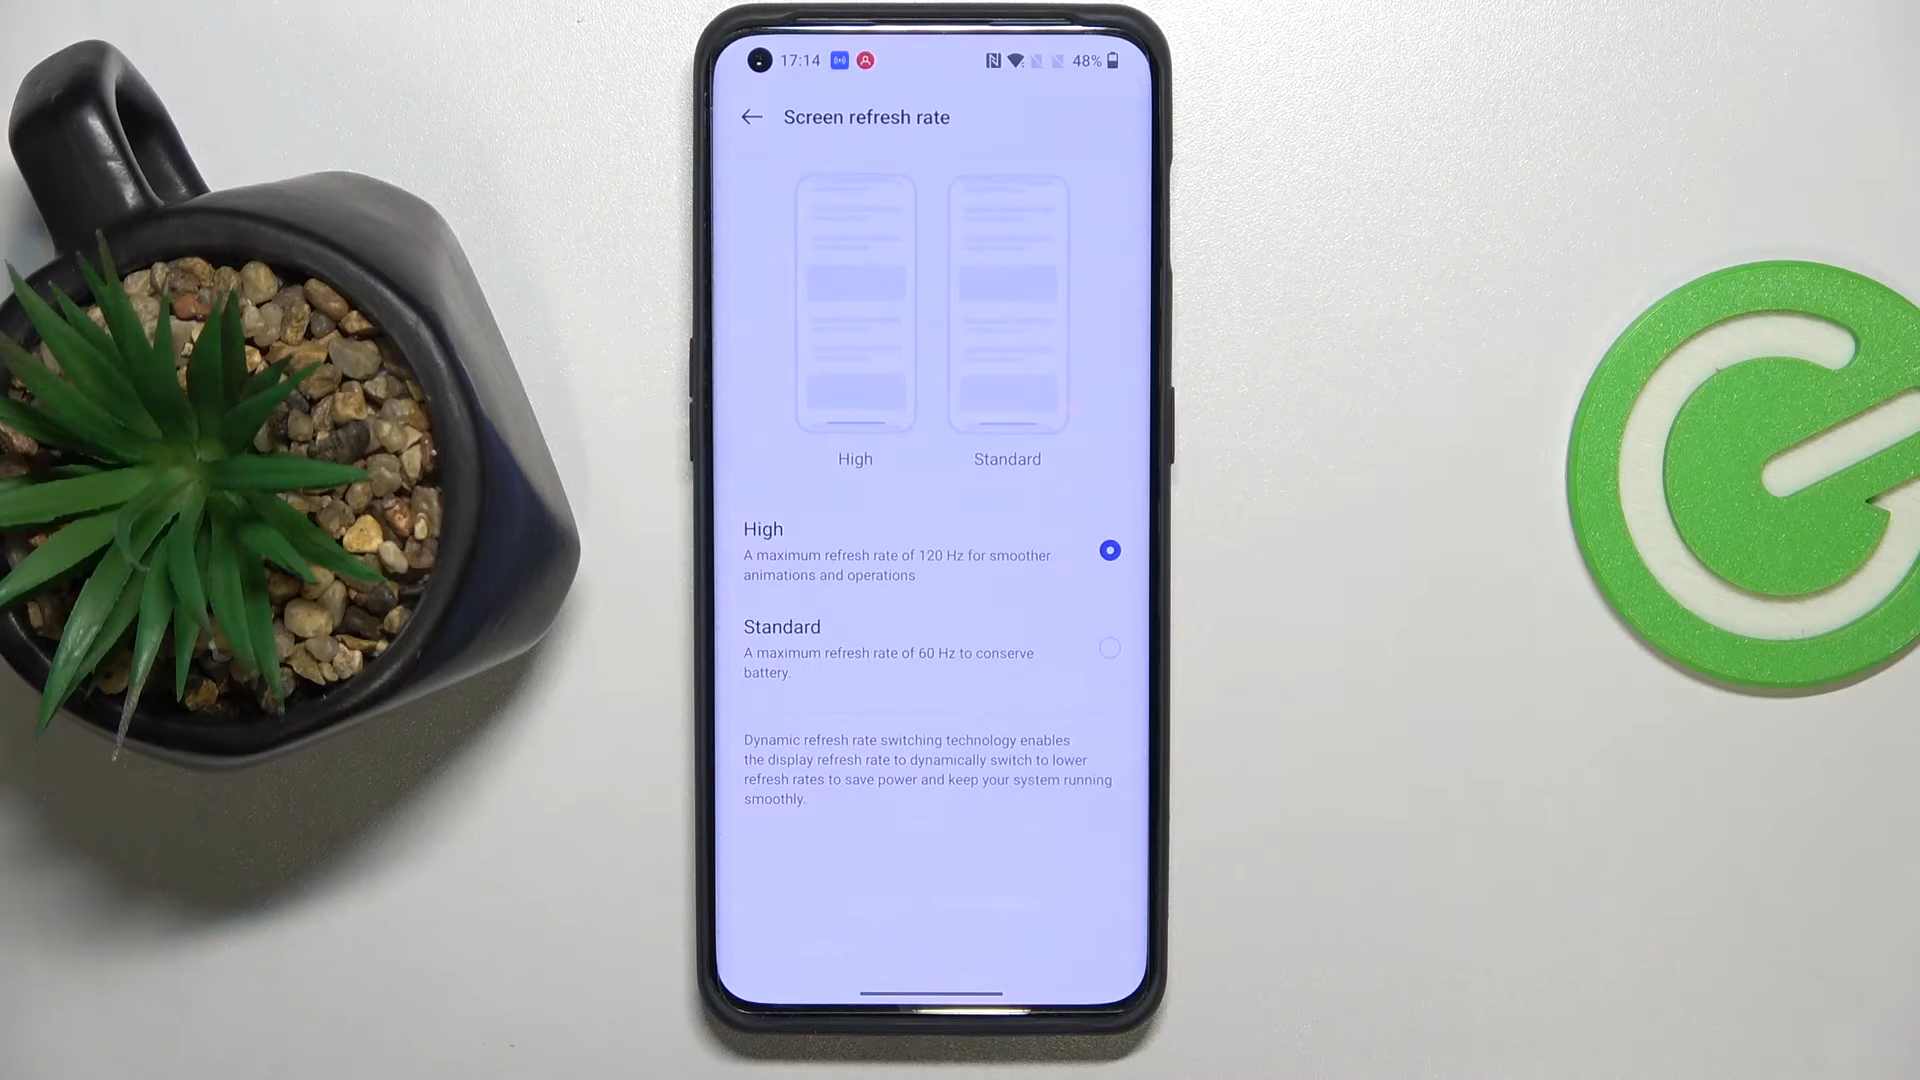 17:14
48%
Screen refresh rate
High Standard
High
A maximum refresh rate of 120 Hz for smoother
animations and operations
Standard
A maximum refresh rate of 60 Hz to conserve
battery.
Dynamic refresh rate switching technology enables
the display refresh rate to dynamically switch to lower
refresh rates to save power and keep your system running
smoothly.